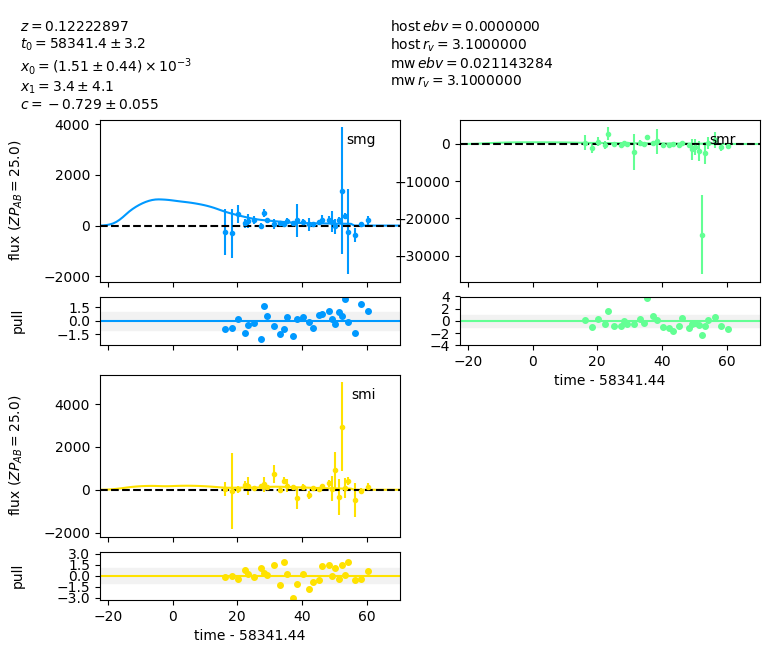 z = 0.12222897
t₀ = 58341.4 ± 3.2
x₀ = (1.51 ± 0.44) × 10⁻³
x₁ = 3.4 ± 4.1
c = −0.729 ± 0.055
host ebv = 0.0000000
host r_v = 3.1000000
mw ebv = 0.021143284
mw r_v = 3.1000000
smg
flux (ZP_AB = 25.0)
4000
2000
0
−2000
pull
1.5
0.0
−1.5
smr
0
−10000
−20000
−30000
4
2
0
−2
−4
−20 0 20 40 60
time - 58341.44
smi
flux (ZP_AB = 25.0)
4000
2000
0
−2000
pull
3.0
1.5
0.0
−1.5
−3.0
−20 0 20 40 60
time - 58341.44